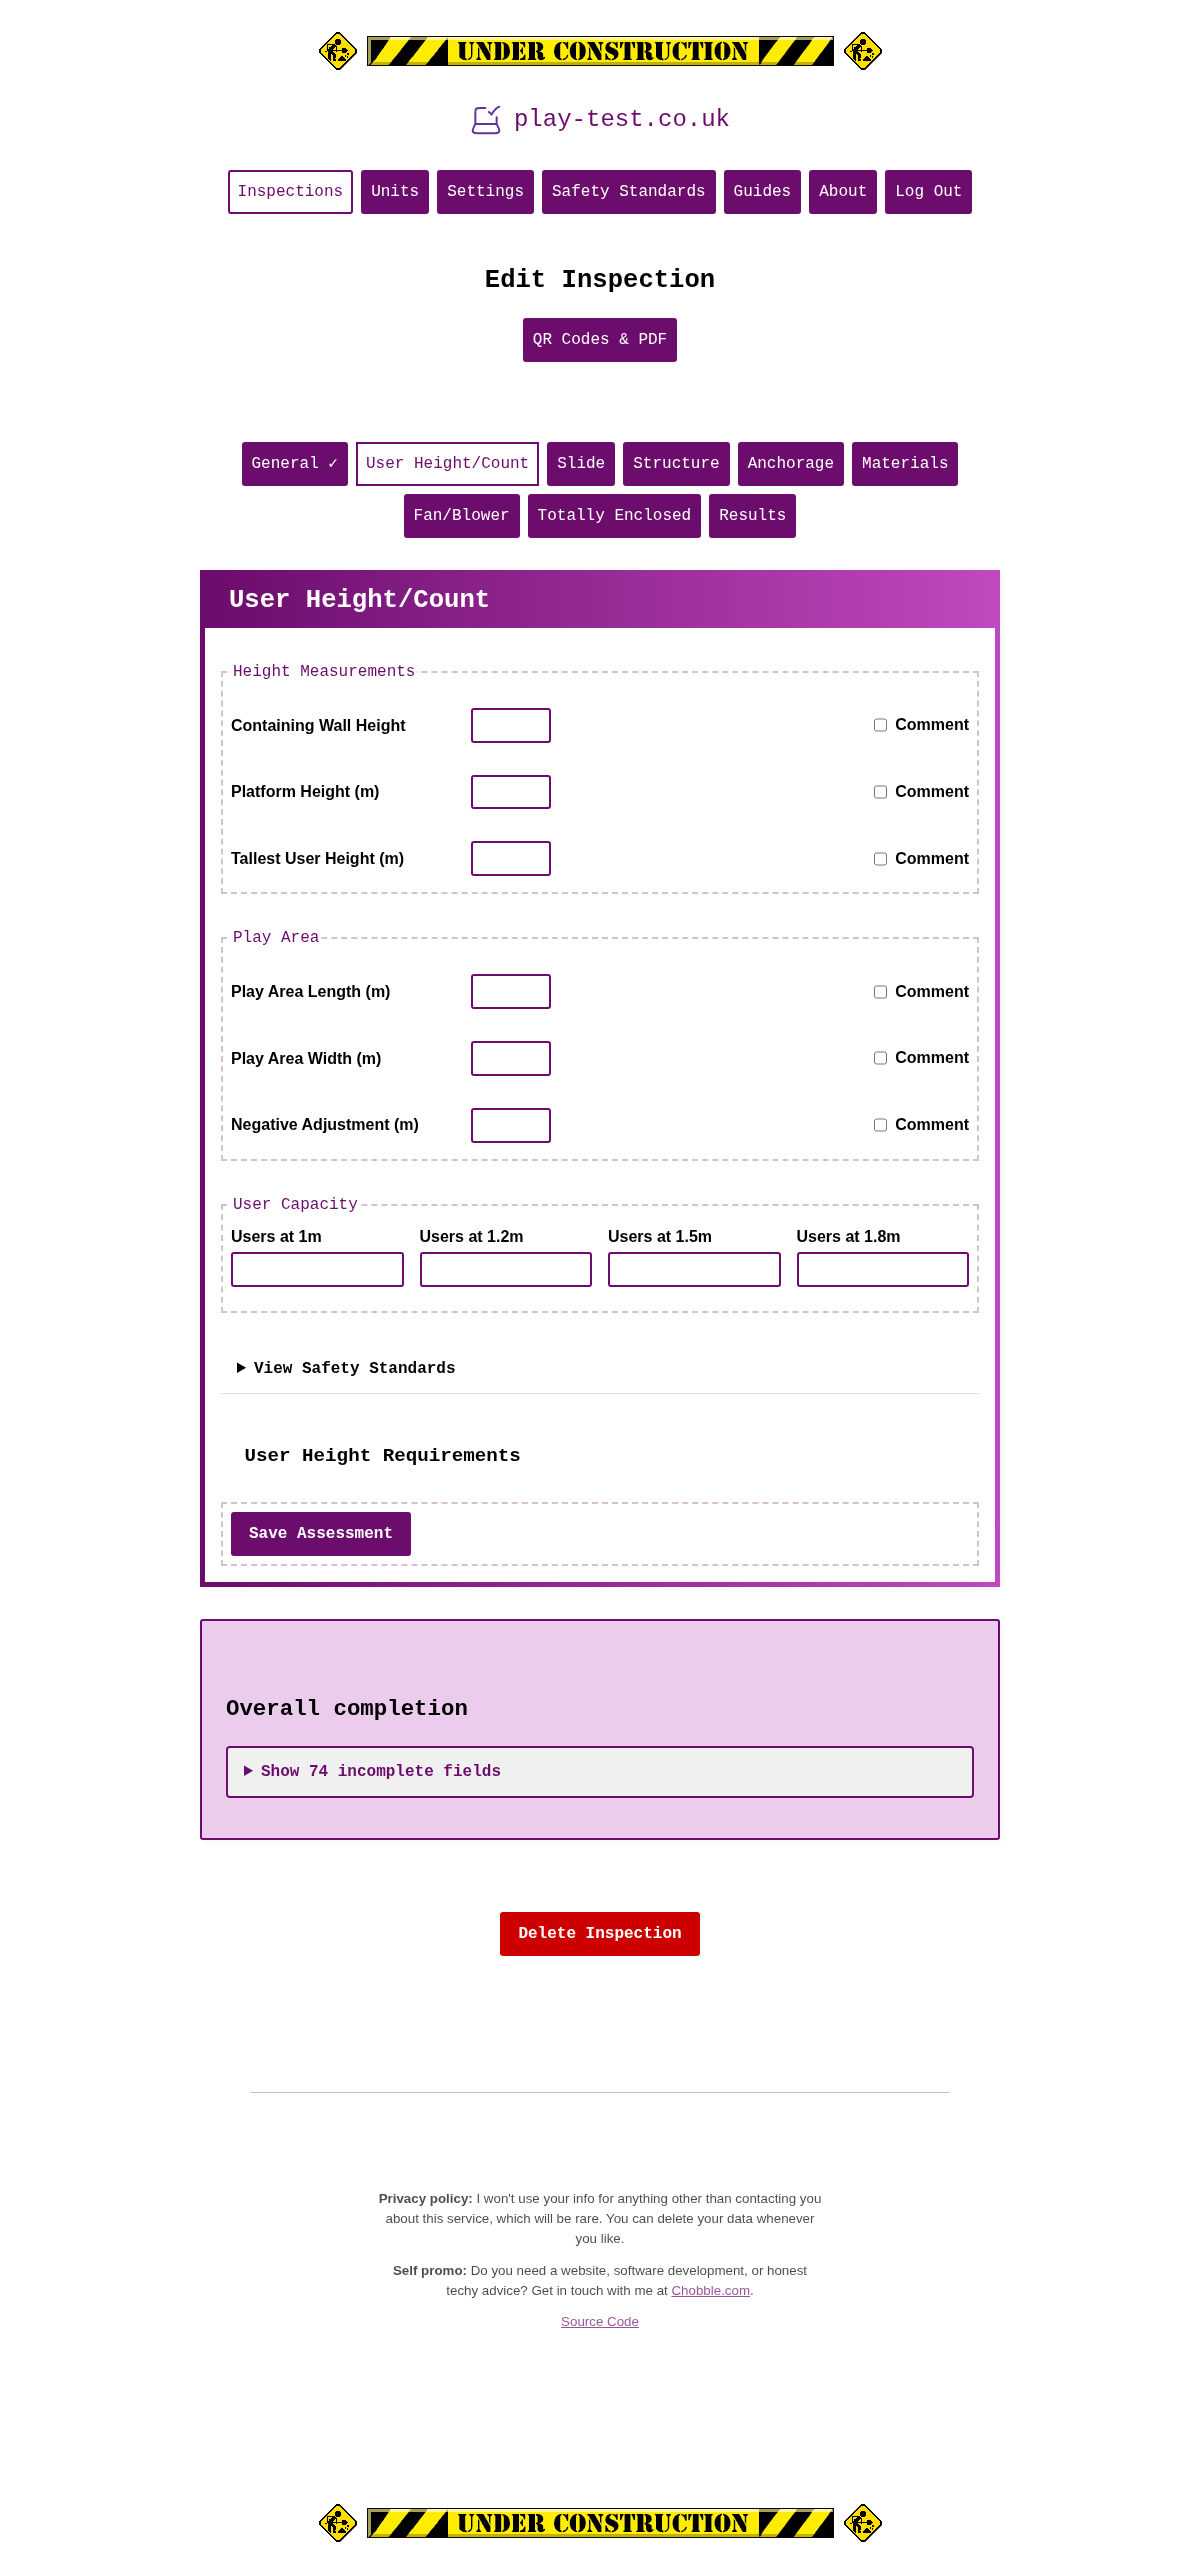 UNDER CONSTRUCTION
play-test.co.uk
Inspections Units Settings Safety Standards Guides About Log Out
Edit Inspection
QR Codes & PDF
General ✓ User Height/Count Slide Structure Anchorage Materials
Fan/Blower Totally Enclosed Results
User Height/Count
Height Measurements
Containing Wall Height Comment
Platform Height (m) Comment
Tallest User Height (m) Comment
Play Area
Play Area Length (m) Comment
Play Area Width (m) Comment
Negative Adjustment (m) Comment
User Capacity
Users at 1m Users at 1.2m Users at 1.5m Users at 1.8m
View Safety Standards
User Height Requirements
Save Assessment
Overall completion
Show 74 incomplete fields
Delete Inspection
Privacy policy: I won't use your info for anything other than contacting you
about this service, which will be rare. You can delete your data whenever
you like.
Self promo: Do you need a website, software development, or honest
techy advice? Get in touch with me at Chobble.com.
Source Code
UNDER CONSTRUCTION